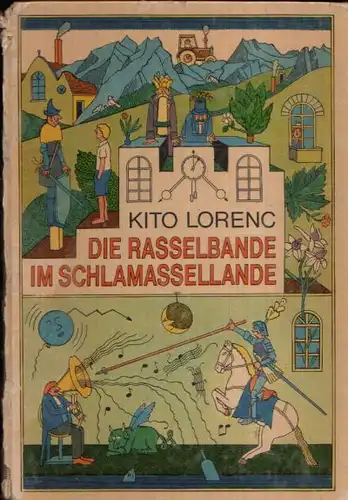 KITO LORENC
DIE RASSELBANDE
IM SCHLAMASSELLANDE